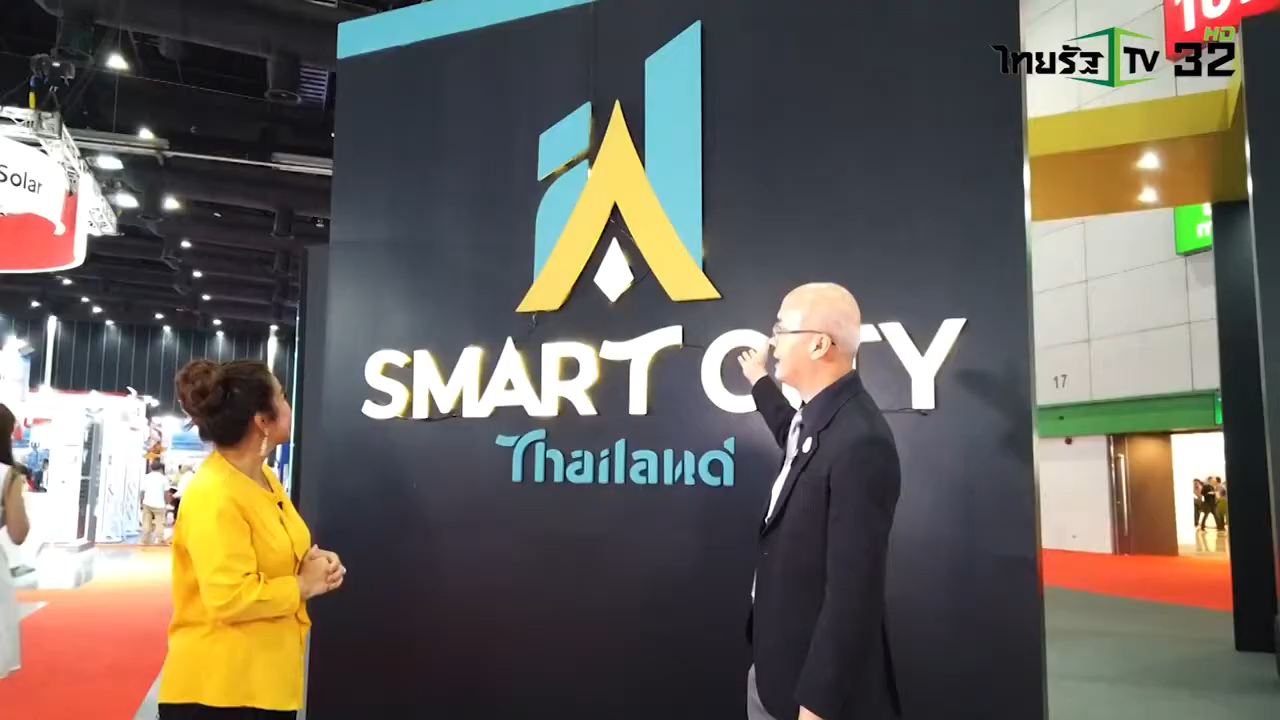 ไทยรัฐ TV 32 HD
Solar
SMART CITY
Thailand
17